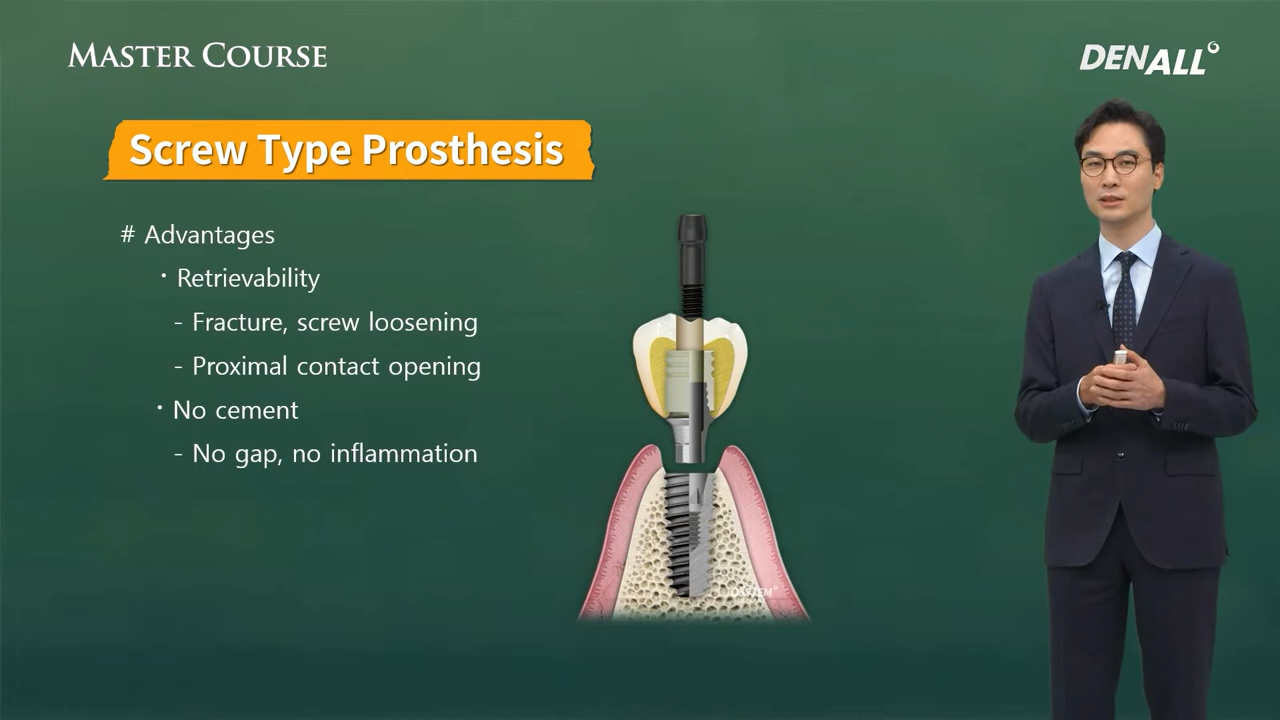 MASTER COURSE
DENALL
Screw Type Prosthesis
# Advantages
· Retrievability
- Fracture, screw loosening
- Proximal contact opening
· No cement
- No gap, no inflammation